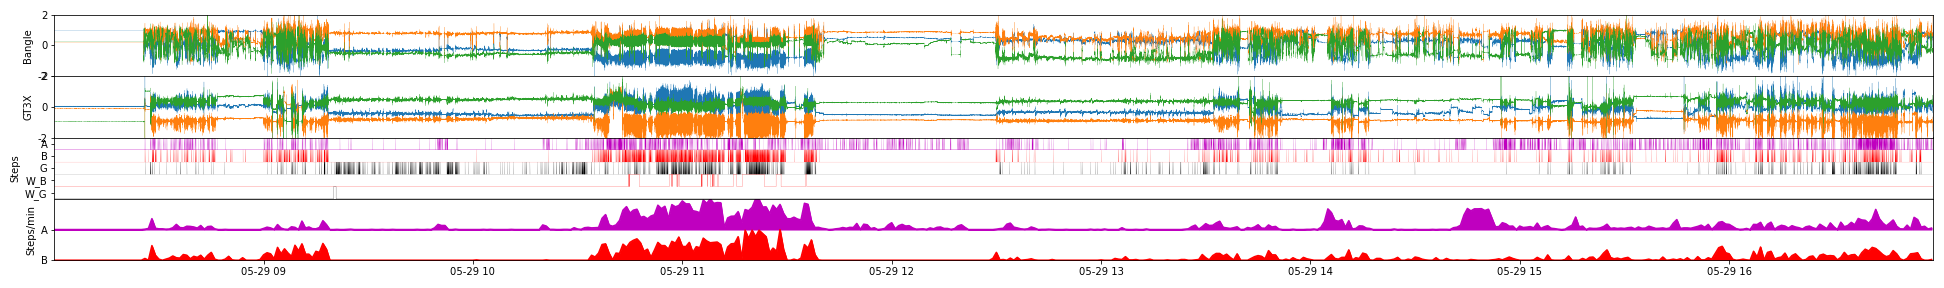 2
Bangle
0
-2
2
GT3X
0
-2
Steps
A
B
G
W_B
W_G
Steps/min
A
B
05-29 09
05-29 10
05-29 11
05-29 12
05-29 13
05-29 14
05-29 15
05-29 16